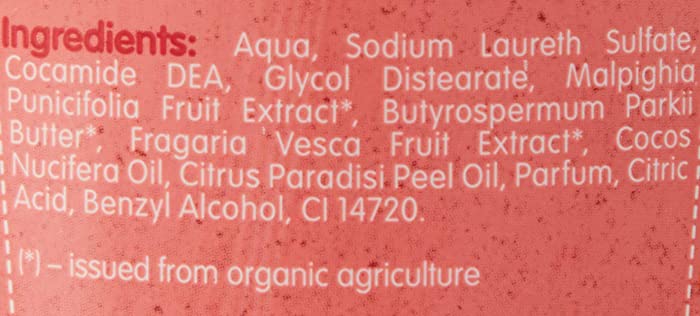 Ingredients: Aqua, Sodium Laureth Sulfate,
Cocamide DEA, Glycol Distearate, Malpighia
Punicifolia Fruit Extract*, Butyrospermum Parkii
Butter*, Fragaria Vesca Fruit Extract*, Cocos
Nucifera Oil, Citrus Paradisi Peel Oil, Parfum, Citric
Acid, Benzyl Alcohol, CI 14720.
(*) – issued from organic agriculture